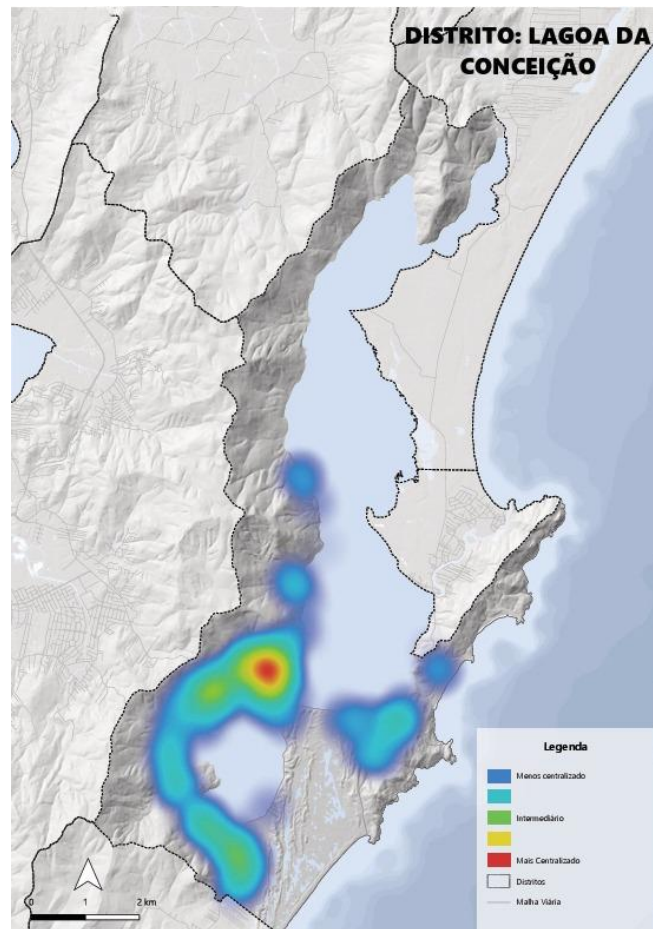 DISTRITO: LAGOA DA
CONCEIÇÃO
Legenda
Menos centralizado
Intermediário
Mais Centralizado
Distritos
Malha Viária
0 1 2 km